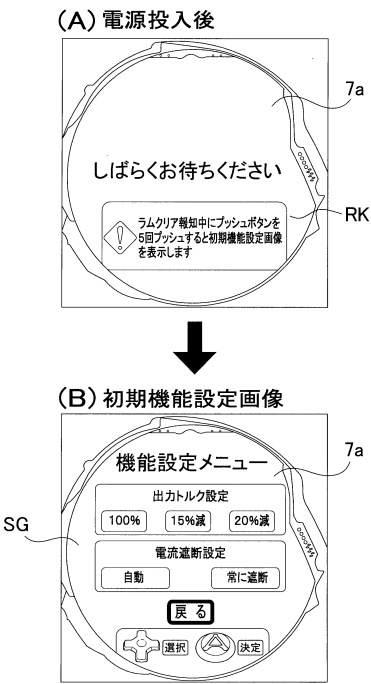 (A) 電源投入後
7a
しばらくお待ちください
RK
ラムクリア報知中にプッシュボタンを
5回プッシュすると初期機能設定画像
を表示します
(B) 初期機能設定画像
7a
機能設定メニュー
SG
出力トルク設定
100% 15%減 20%減
電流遮断設定
自動 常に遮断
戻る
選択 決定